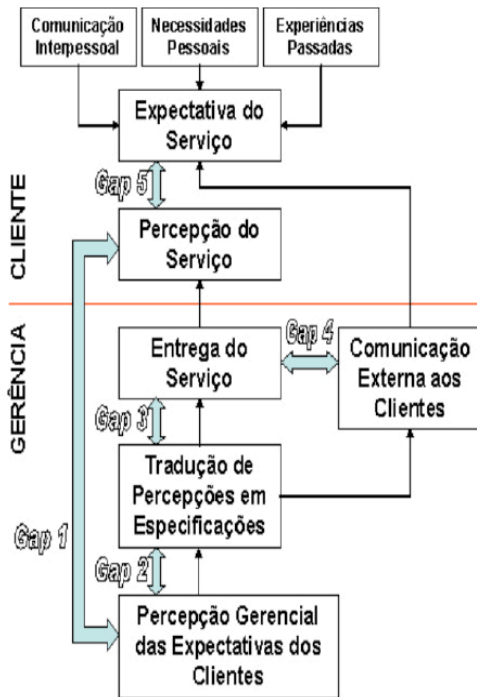 Comunicação
Interpessoal
Necessidades
Pessoais
Experiências
Passadas
Expectativa do
Serviço
Gap 5
CLIENTE
Percepção do
Serviço
GERÊNCIA
Entrega do
Serviço
Gap 4
Comunicação
Externa aos
Clientes
Gap 3
Tradução de
Percepções em
Especificações
Gap 1
Gap 2
Percepção Gerencial
das Expectativas dos
Clientes